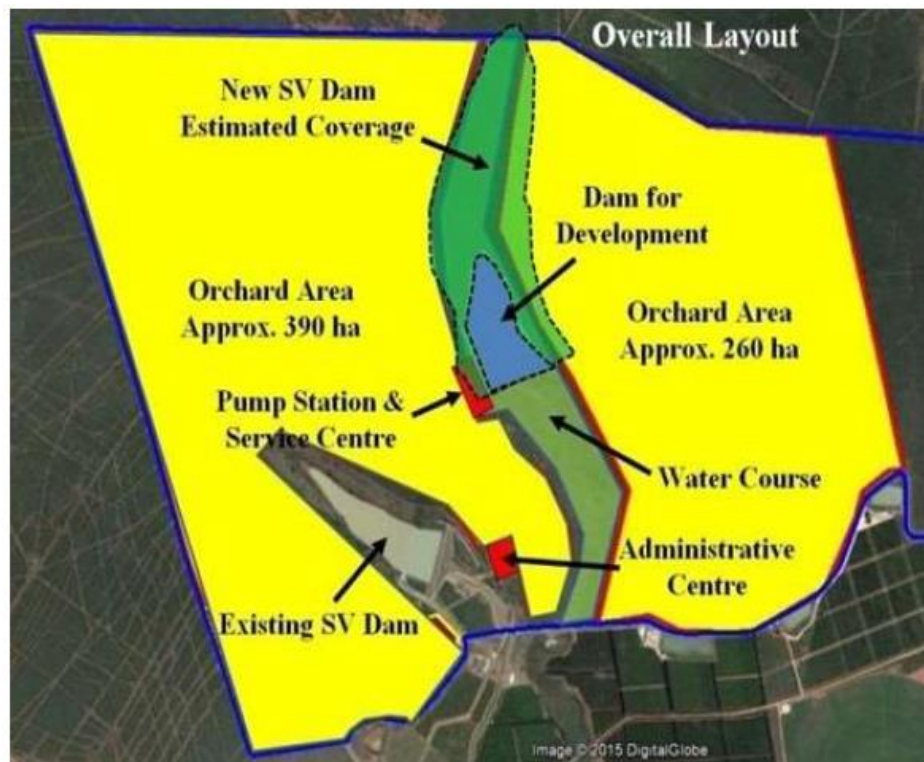 Overall Layout
New SV Dam
Estimated Coverage
Dam for
Development
Orchard Area
Approx. 390 ha
Orchard Area
Approx. 260 ha
Pump Station &
Service Centre
Water Course
Administrative
Centre
Existing SV Dam
Image © 2015 DigitalGlobe